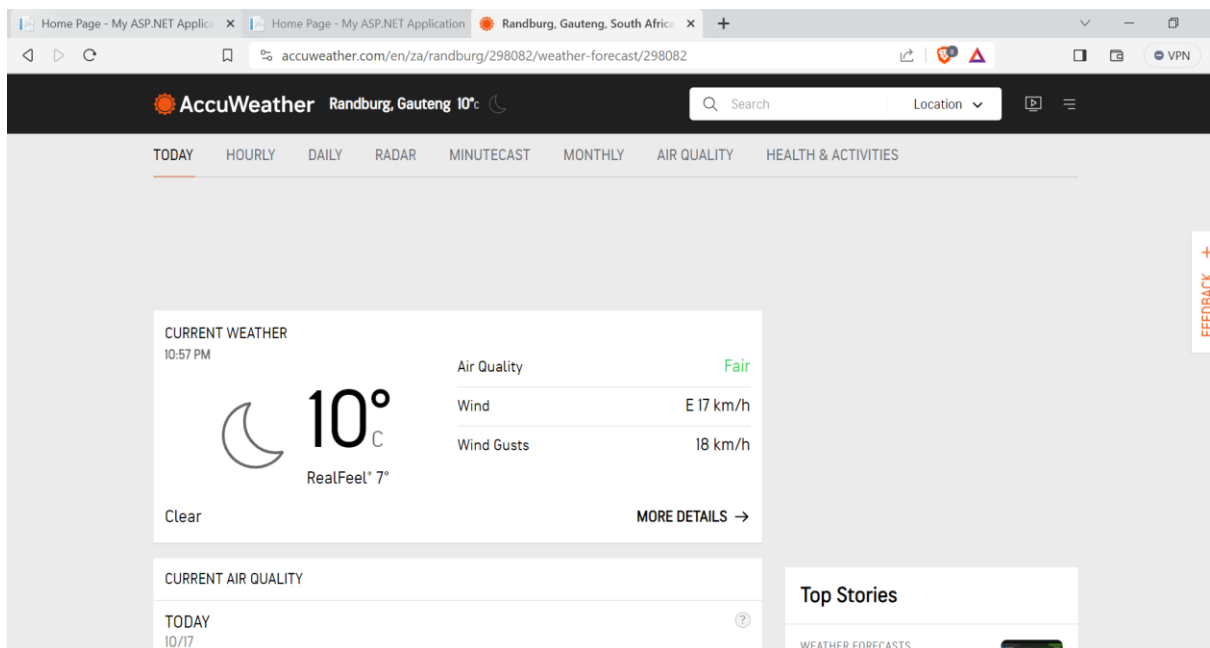 Home Page - My ASP.NET Applica Home Page - My ASP.NET Application Randburg, Gauteng, South Africa
accuweather.com/en/za/randburg/298082/weather-forecast/298082 VPN
AccuWeather Randburg, Gauteng 10°C Search Location
TODAY HOURLY DAILY RADAR MINUTECAST MONTHLY AIR QUALITY HEALTH & ACTIVITIES
FEEDBACK +
CURRENT WEATHER
10:57 PM
10°C
RealFeel® 7°
Clear
Air Quality Fair
Wind E 17 km/h
Wind Gusts 18 km/h
MORE DETAILS →
CURRENT AIR QUALITY
TODAY ?
10/17
Top Stories
WEATHER FORECASTS